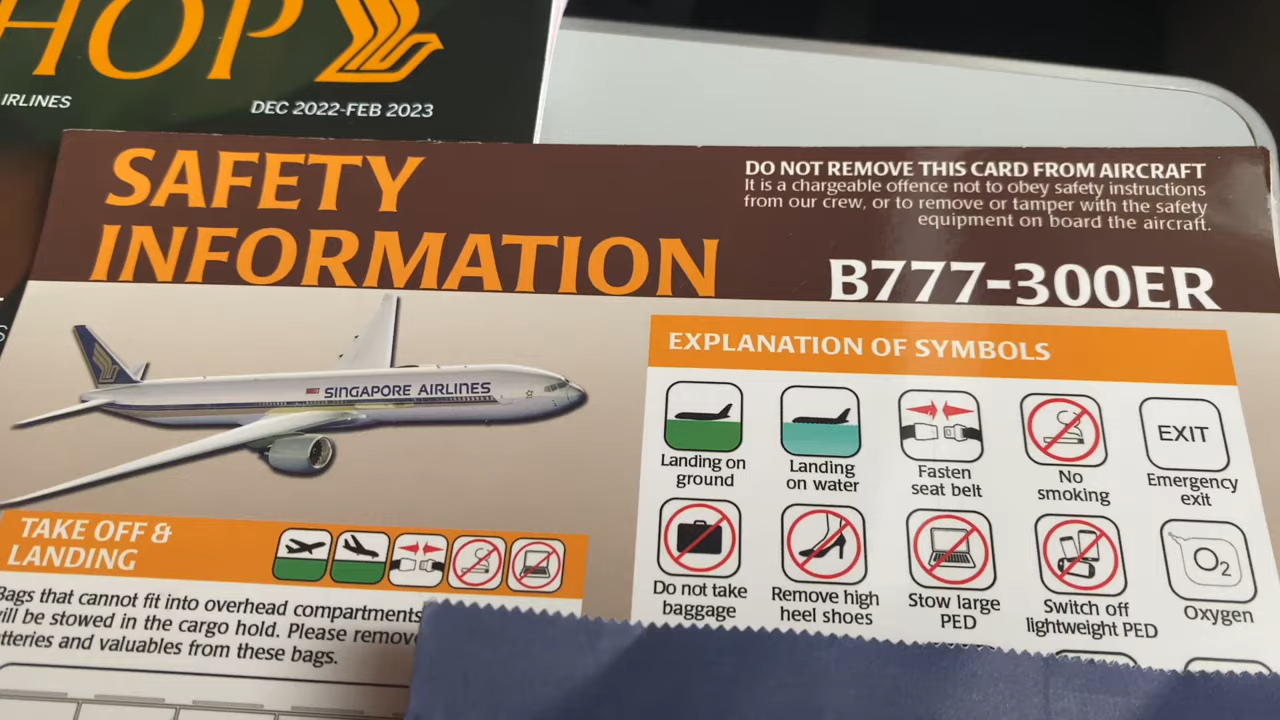 HOP
IRLINES
DEC 2022-FEB 2023
SAFETY
INFORMATION
DO NOT REMOVE THIS CARD FROM AIRCRAFT
It is a chargeable offence not to obey safety instructions
from our crew, or to remove or tamper with the safety
equipment on board the aircraft.
B777-300ER
SINGAPORE AIRLINES
EXPLANATION OF SYMBOLS
Landing on
ground
Landing
on water
Fasten
seat belt
No
smoking
EXIT
Emergency
exit
Do not take
baggage
Remove high
heel shoes
Stow large
PED
Switch off
lightweight PED
O2
Oxygen
TAKE OFF &
LANDING
Bags that cannot fit into overhead compartments
will be stowed in the cargo hold. Please remove
tteries and valuables from these bags.